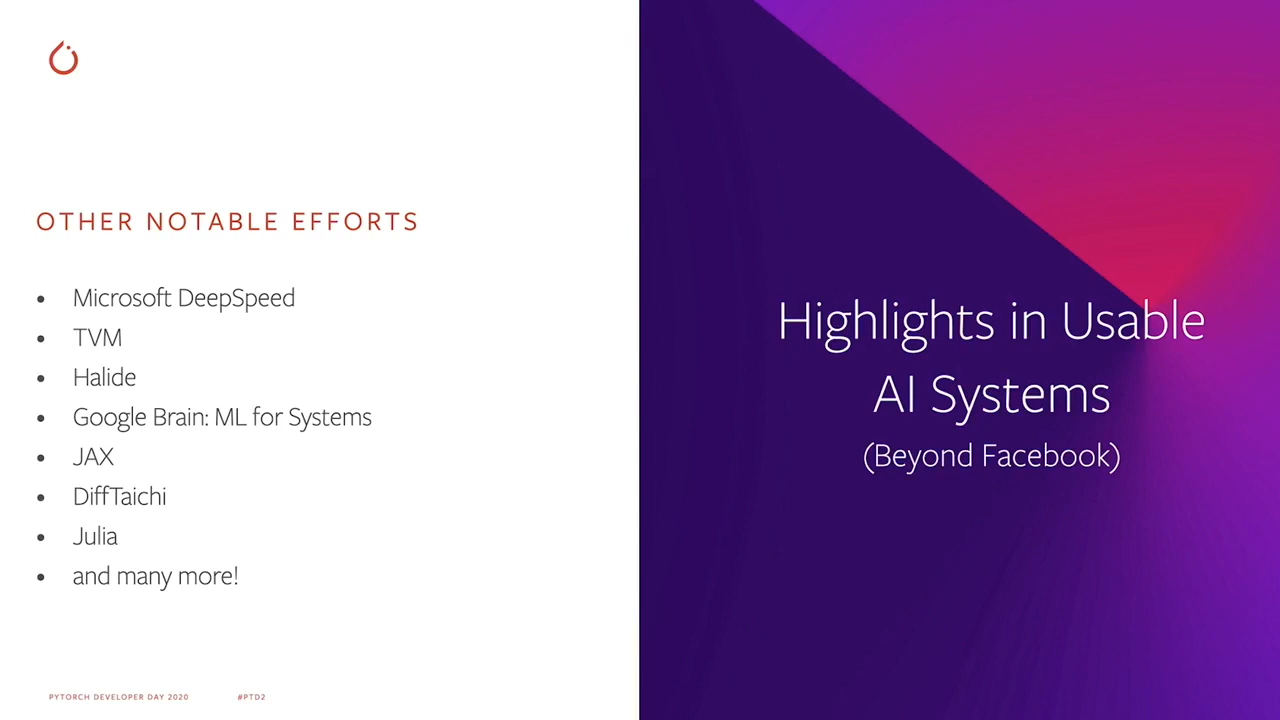 OTHER NOTABLE EFFORTS
• Microsoft DeepSpeed
• TVM
• Halide
• Google Brain: ML for Systems
• JAX
• DiffTaichi
• Julia
• and many more!
PYTORCH DEVELOPER DAY 2020 #PTD2
Highlights in Usable
AI Systems
(Beyond Facebook)